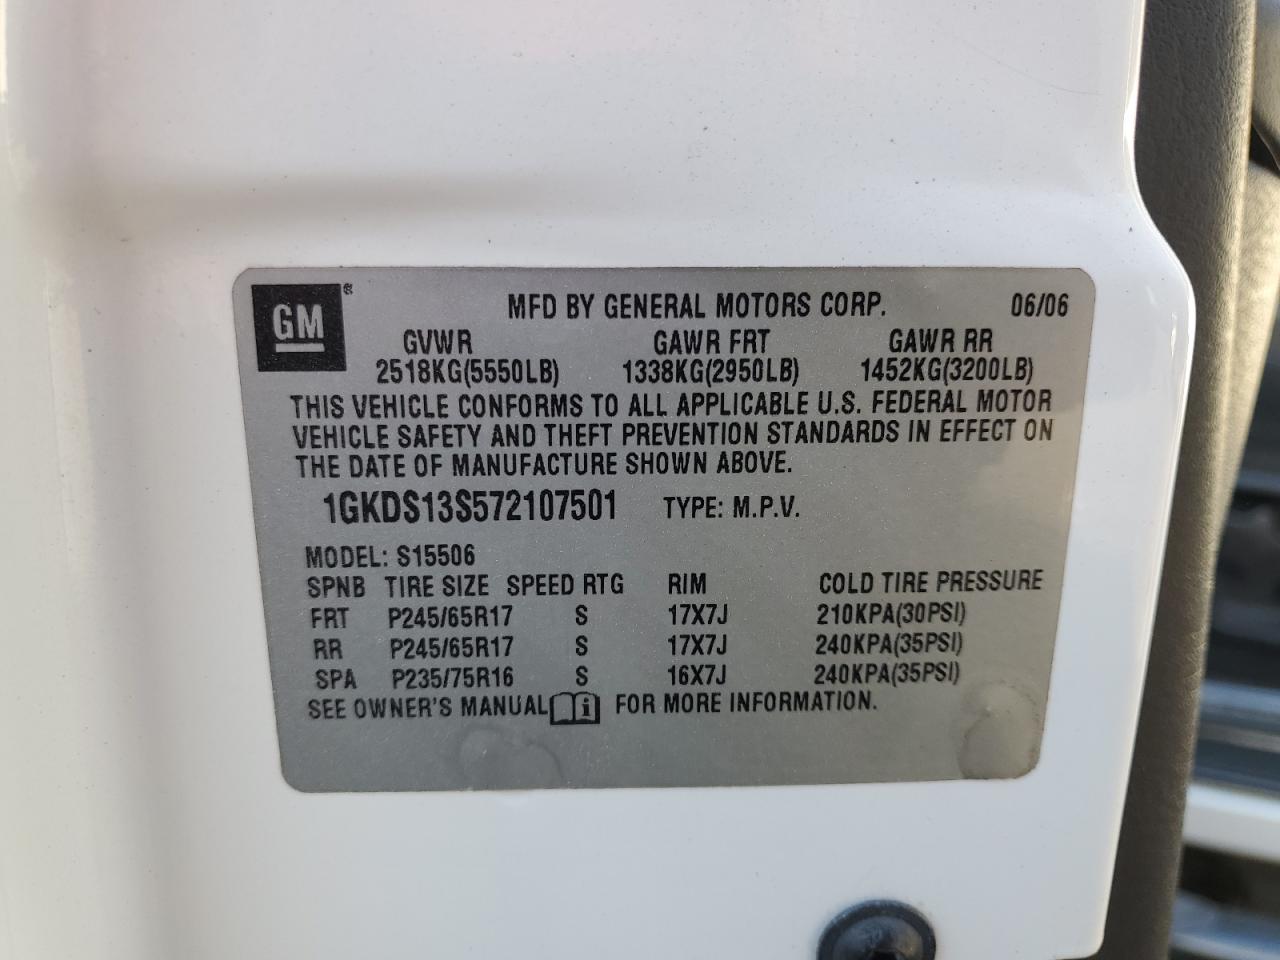 GM®
MFD BY GENERAL MOTORS CORP. 06/06
GVWR GAWR FRT GAWR RR
2518KG(5550LB) 1338KG(2950LB) 1452KG(3200LB)
THIS VEHICLE CONFORMS TO ALL APPLICABLE U.S. FEDERAL MOTOR
VEHICLE SAFETY AND THEFT PREVENTION STANDARDS IN EFFECT ON
THE DATE OF MANUFACTURE SHOWN ABOVE.
1GKDS13S572107501 TYPE: M.P.V.
MODEL: S15506
SPNB TIRE SIZE SPEED RTG RIM COLD TIRE PRESSURE
FRT P245/65R17 S 17X7J 210KPA(30PSI)
RR P245/65R17 S 17X7J 240KPA(35PSI)
SPA P235/75R16 S 16X7J 240KPA(35PSI)
SEE OWNER'S MANUAL i FOR MORE INFORMATION.